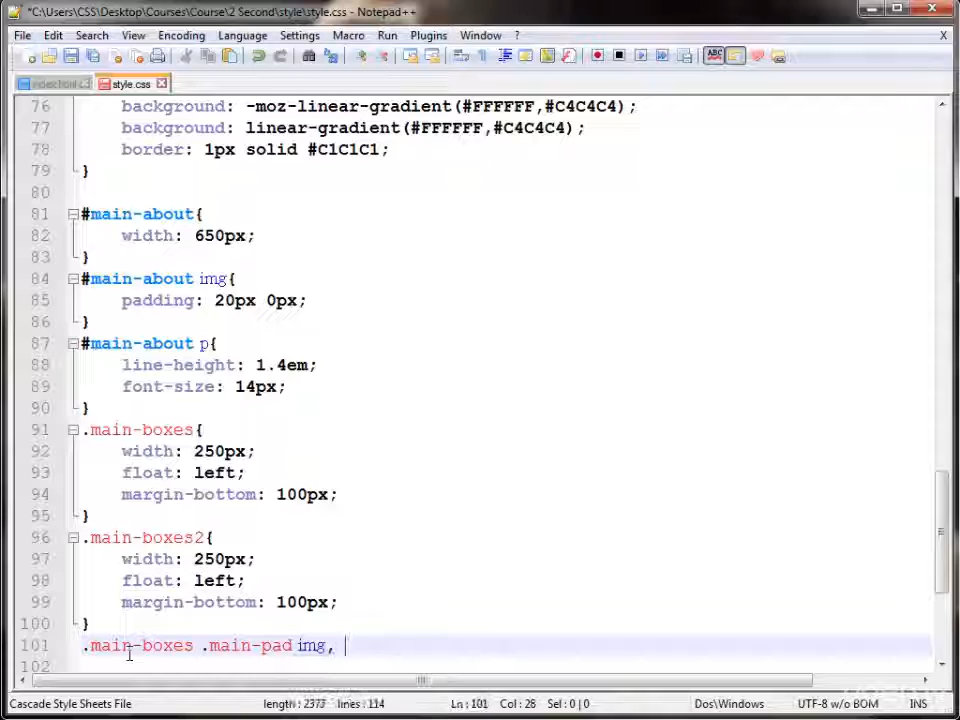 *C:\Users\CSS\Desktop\Courses\Course\2 Second\style\style.css - Notepad++
File Edit Search View Encoding Language Settings Macro Run Plugins Window ? X
style.css
76 background: -moz-linear-gradient(#FFFFFF,#C4C4C4);
77 background: linear-gradient(#FFFFFF,#C4C4C4);
78 border: 1px solid #C1C1C1;
79 }
80
81 #main-about{
82 width: 650px;
83 }
84 #main-about img{
85 padding: 20px 0px;
86 }
87 #main-about p{
88 line-height: 1.4em;
89 font-size: 14px;
90 }
91 .main-boxes{
92 width: 250px;
93 float: left;
94 margin-bottom: 100px;
95 }
96 .main-boxes2{
97 width: 250px;
98 float: left;
99 margin-bottom: 100px;
100 }
101 .main-boxes .main-pad img,
102
Cascade Style Sheets File length : 2373 lines : 114 Ln : 101 Col : 28 Sel : 0 | 0 Dos\Windows UTF-8 w/o BOM INS